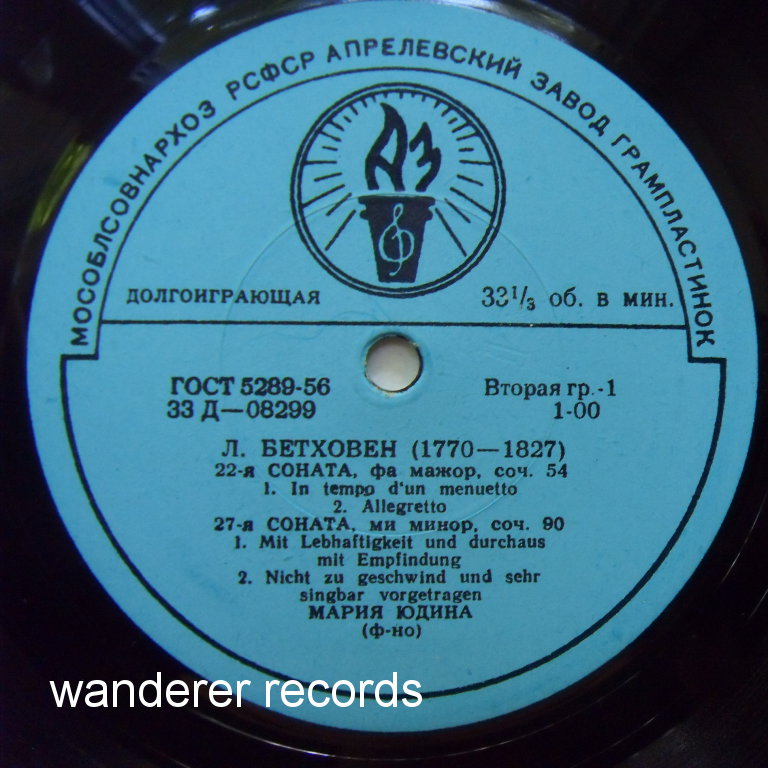 МОСОБЛСОВНАРХОЗ РСФСР АПРЕЛЕВСКИЙ ЗАВОД ГРАМПЛАСТИНОК
АЗ
ДОЛГОИГРАЮЩАЯ 33⅓ об. в мин.
ГОСТ 5289-56 Вторая гр.-1
33 Д—08299 1-00
Л. БЕТХОВЕН (1770—1827)
22-я СОНАТА, фа мажор, соч. 54
1. In tempo d'un menuetto
2. Allegretto
27-я СОНАТА, ми минор, соч. 90
1. Mit Lebhaftigkeit und durchaus
mit Empfindung
2. Nicht zu geschwind und sehr
singbar vorgetragen
МАРИЯ ЮДИНА
(ф-но)
wanderer records